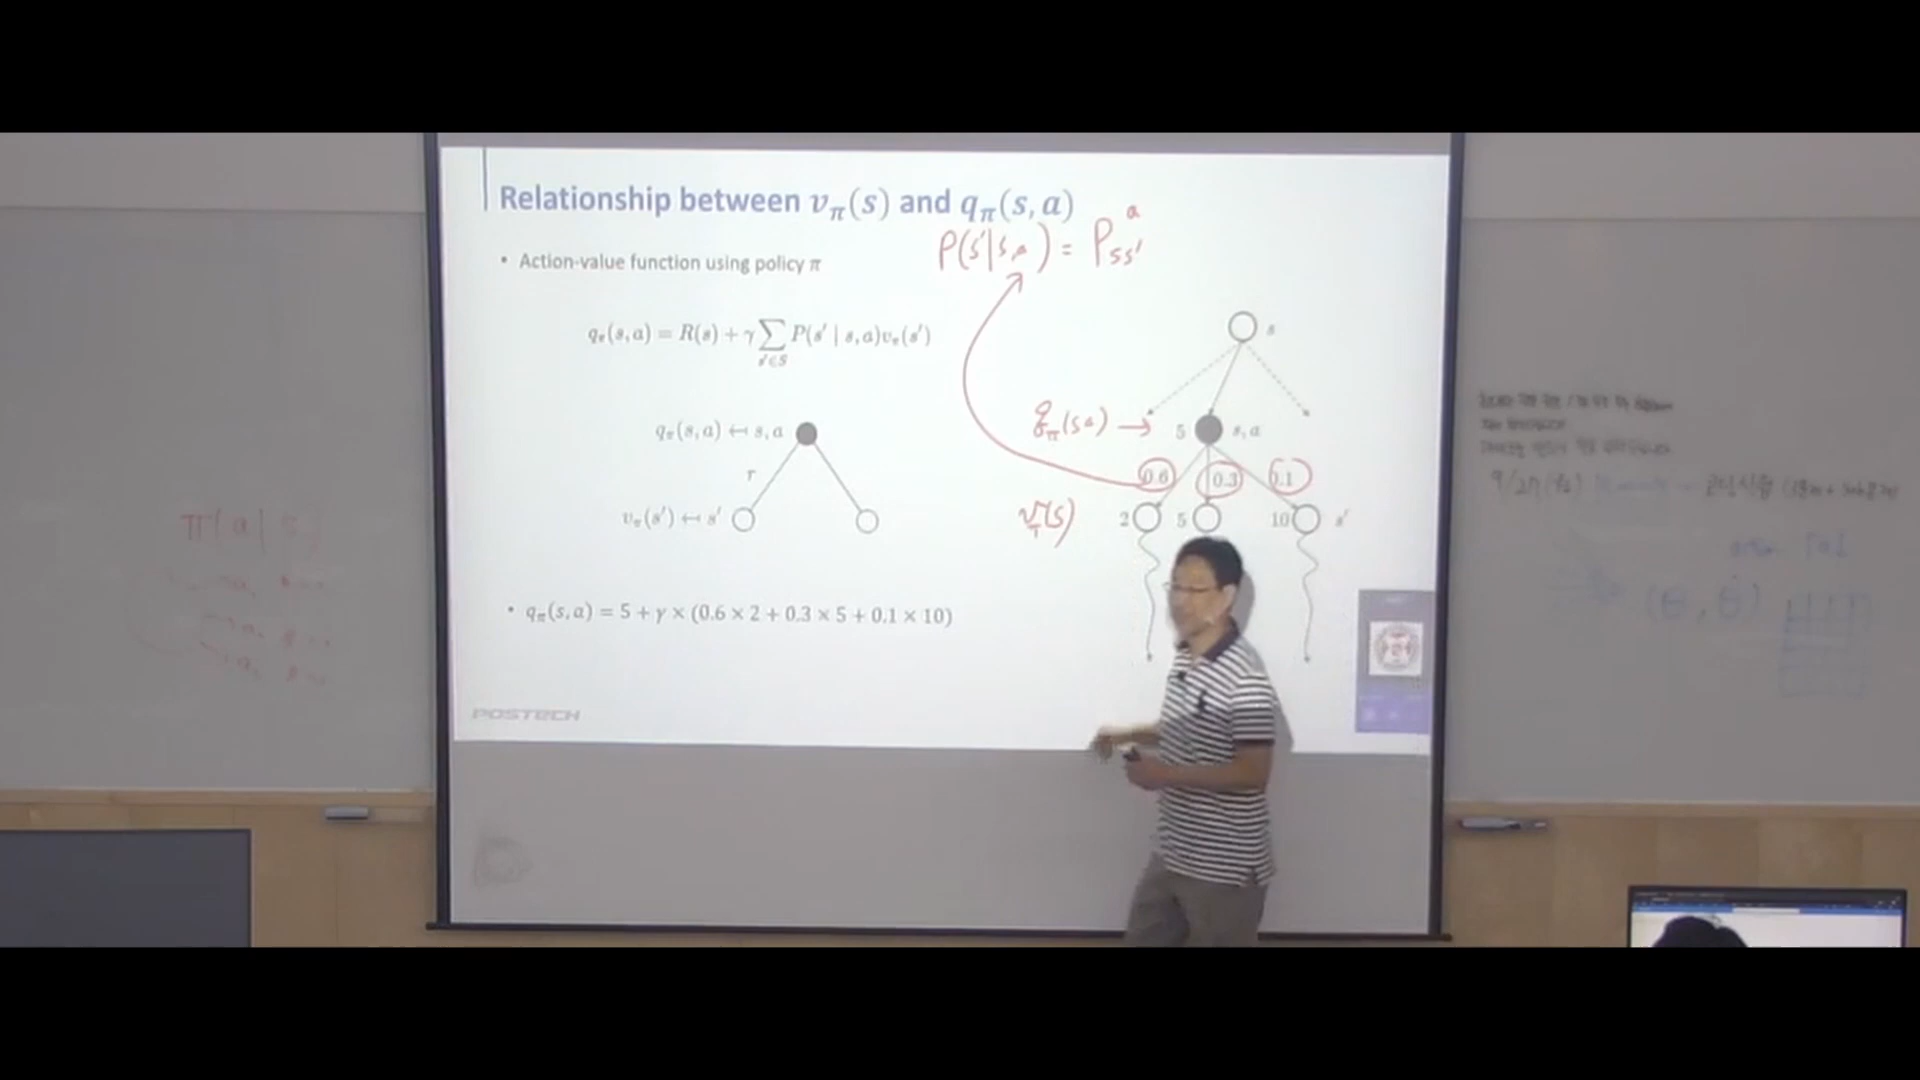 Relationship between vπ(s) and qπ(s, a)
P(s'|s,a) = P^a_ss'
• Action-value function using policy π
qπ(s, a) = R(s) + γ ∑ P(s' | s, a)vπ(s')
s'∈S
s
qπ(s,a) ↤ s, a
qπ(s a) →
5
s, a
r
0.6
0.3
0.1
vπ(s') ↤ s'
vπ(s)
2
5
10
s'
• qπ(s, a) = 5 + γ × (0.6 × 2 + 0.3 × 5 + 0.1 × 10)
POSTECH
π(a|s)
(θ, θ̇)